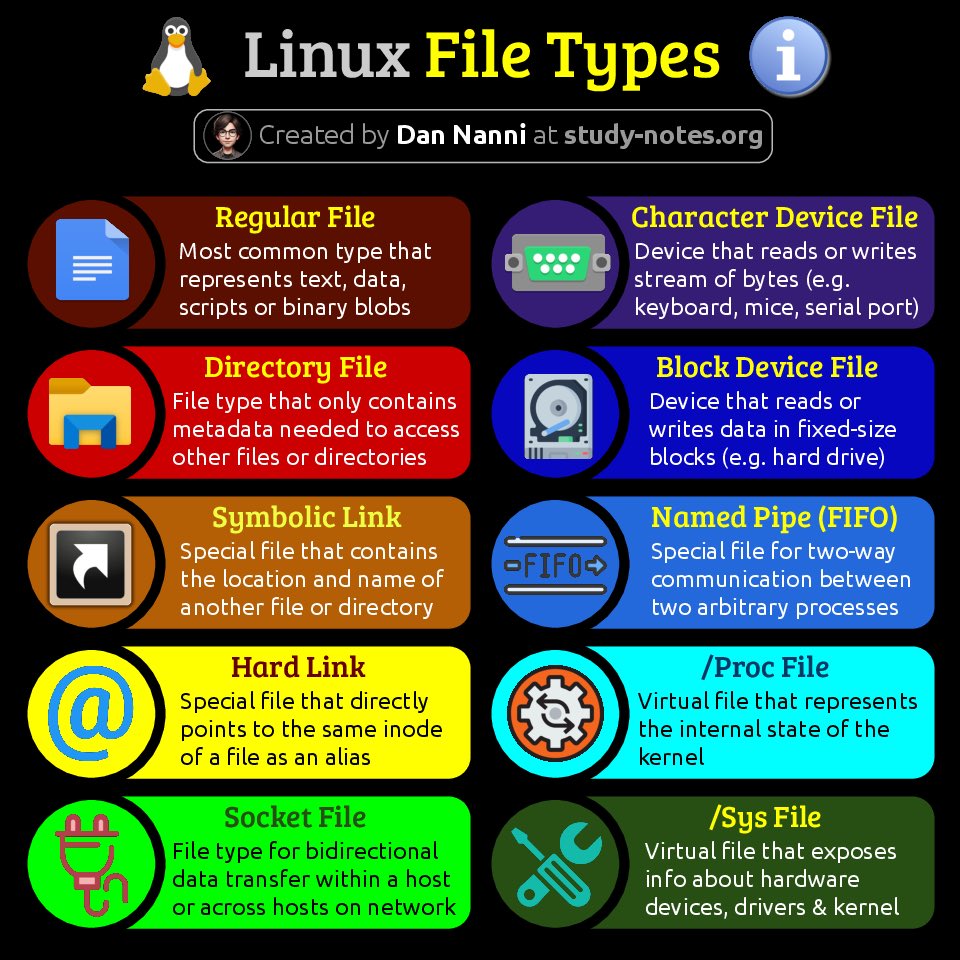 Linux File Types
i
Created by Dan Nanni at study-notes.org
Regular File
Most common type that
represents text, data,
scripts or binary blobs
Character Device File
Device that reads or writes
stream of bytes (e.g.
keyboard, mice, serial port)
Directory File
File type that only contains
metadata needed to access
other files or directories
Block Device File
Device that reads or
writes data in fixed-size
blocks (e.g. hard drive)
Symbolic Link
Special file that contains
the location and name of
another file or directory
FIFO
Named Pipe (FIFO)
Special file for two-way
communication between
two arbitrary processes
@
Hard Link
Special file that directly
points to the same inode
of a file as an alias
/Proc File
Virtual file that represents
the internal state of the
kernel
Socket File
File type for bidirectional
data transfer within a host
or across hosts on network
/Sys File
Virtual file that exposes
info about hardware
devices, drivers & kernel